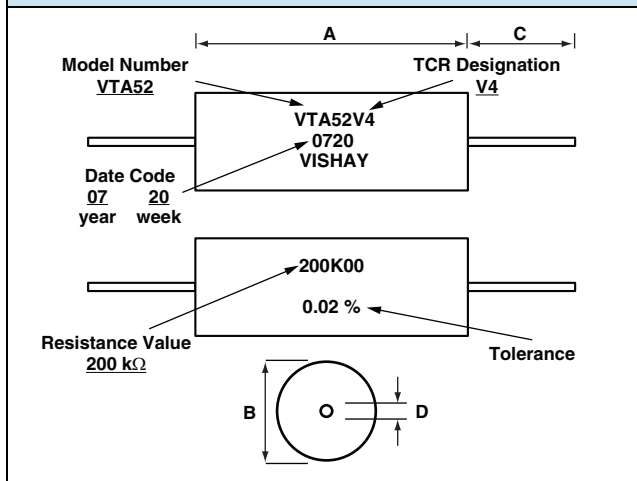 A
C
Model Number
VTA52
TCR Designation
V4
VTA52V4
0720
VISHAY
Date Code
07 20
year week
200K00
0.02 %
Resistance Value
200 kΩ
Tolerance
B
D